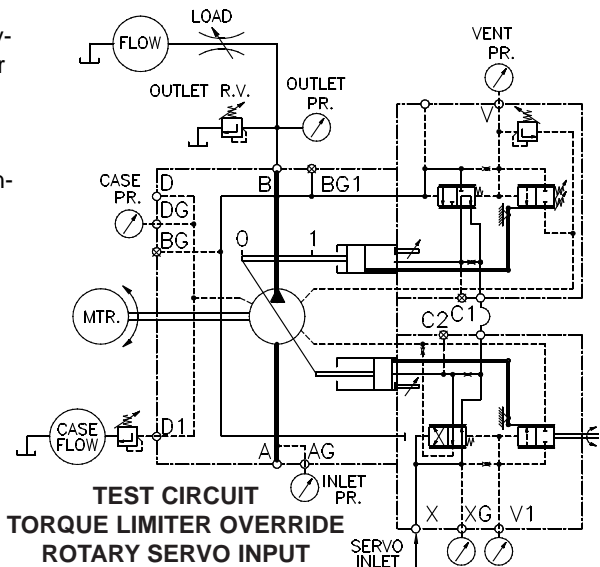 y-
r
n-
LOAD
FLOW
VENT
PR.
OUTLET R.V.
OUTLET
PR.
V
CASE
PR.
D
DG
BG
B
BG1
0
1
MTR.
C2
C1
CASE
FLOW
D1
A
AG
INLET
PR.
TEST CIRCUIT
TORQUE LIMITER OVERRIDE
ROTARY SERVO INPUT
X
XG
V1
SERVO
INLET